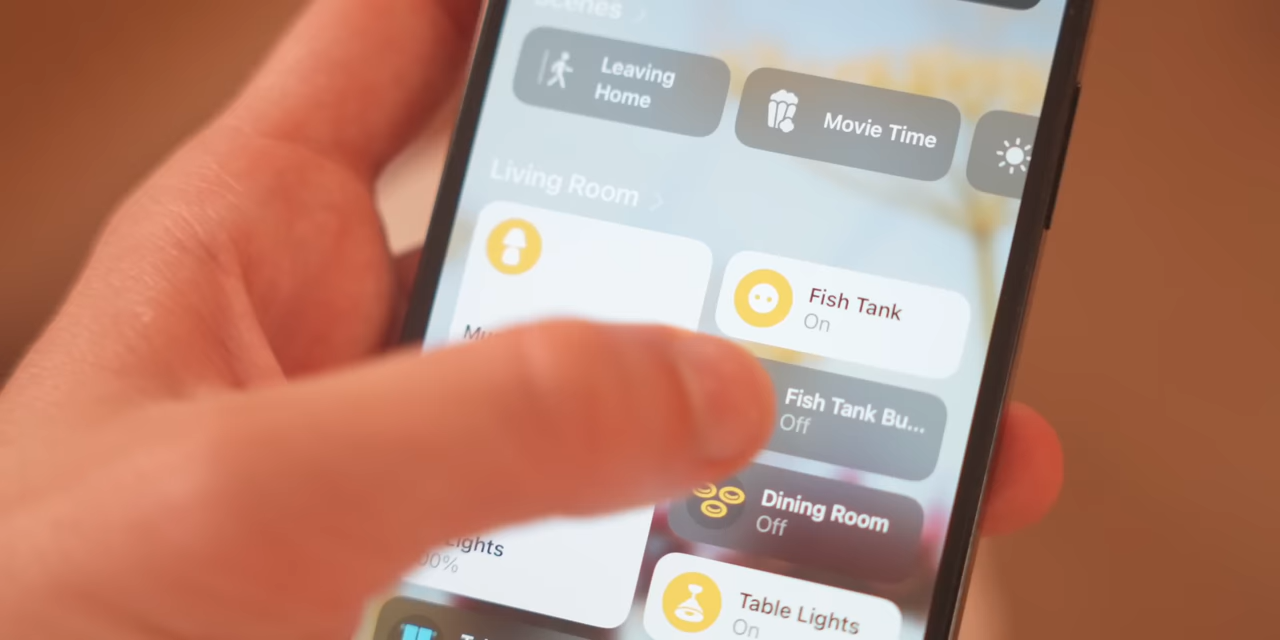 Scenes
Leaving
Home
Movie Time
Living Room
Fish Tank
On
Fish Tank Bu...
Off
Dining Room
Off
Lights
Table Lights
On